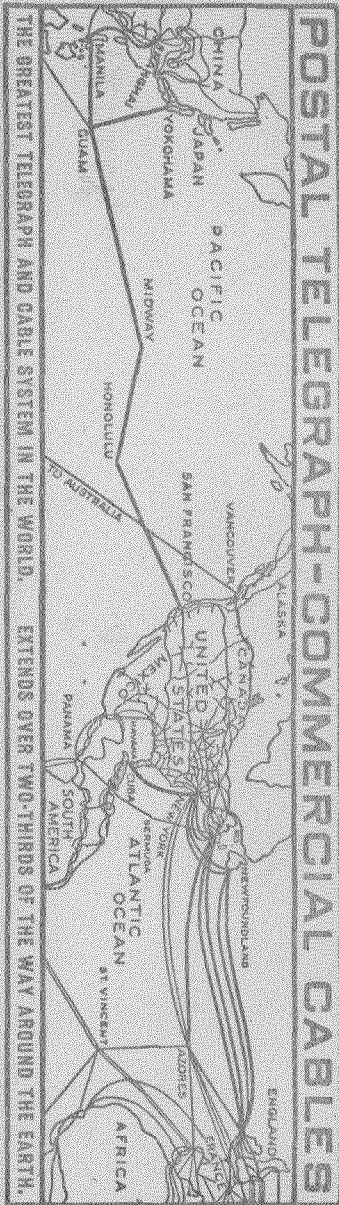 POSTAL TELEGRAPH-COMMERCIAL CABLES
CHINA
JAPAN
SHANGHAI
YOKOHAMA
MANILA
GUAM
PACIFIC
OCEAN
MIDWAY
HONOLULU
TO AUSTRALIA
SAN FRANCISCO
VANCOUVER
ALASKA
CANADA
UNITED
STATES
MEXICO
HAVANA
CUBA
PANAMA
SOUTH
AMERICA
NEW YORK
BERMUDA
ATLANTIC
OCEAN
NEWFOUNDLAND
ST. VINCENT
AZORES
ENGLAND
FRANCE
AFRICA
THE GREATEST TELEGRAPH AND CABLE SYSTEM IN THE WORLD. EXTENDS OVER TWO-THIRDS OF THE WAY AROUND THE EARTH.